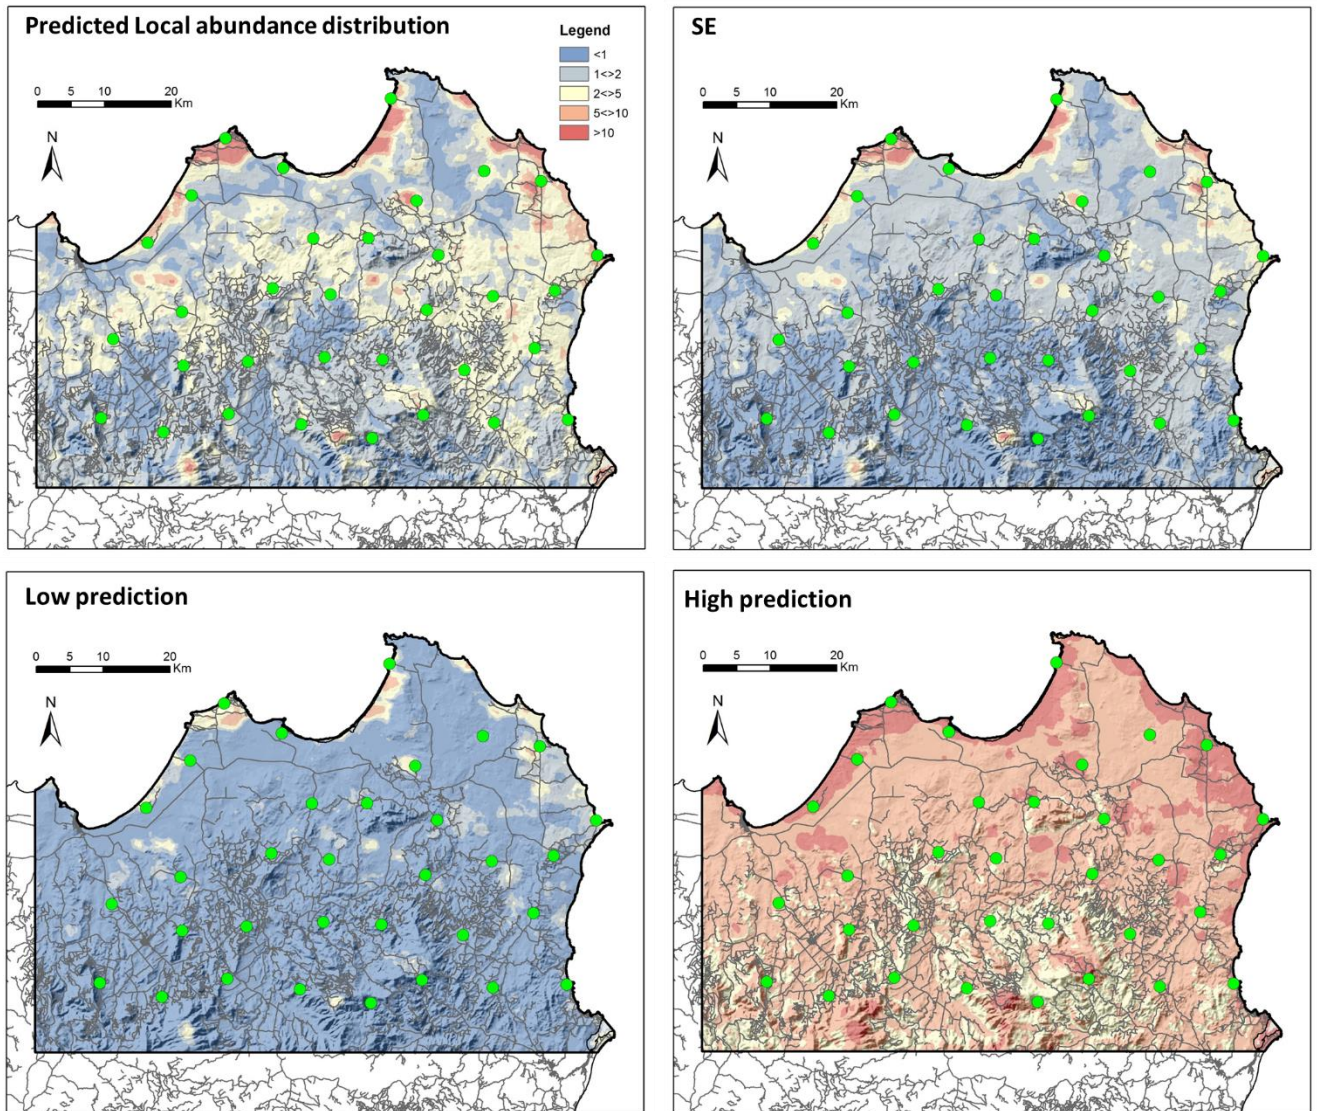 Predicted Local abundance distribution
Legend
<1
1<>2
2<>5
5<>10
>10
0 5 10 20
Km
N
SE
0 5 10 20
Km
N
Low prediction
0 5 10 20
Km
N
High prediction
0 5 10 20
Km
N